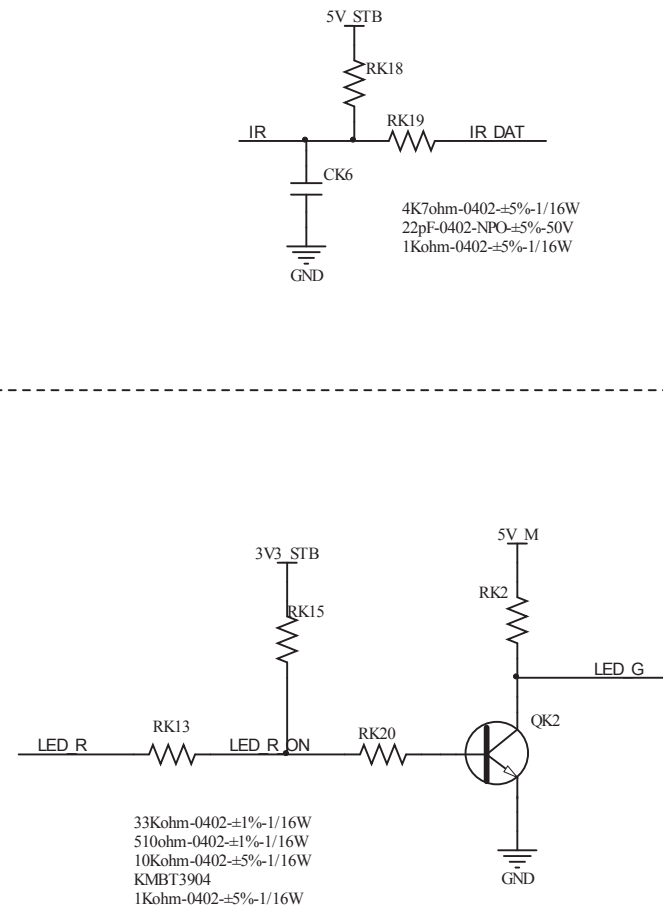 5V_STB
RK18
RK19
IR
IR_DAT
CK6
4K7ohm-0402-±5%-1/16W
22pF-0402-NPO-±5%-50V
1Kohm-0402-±5%-1/16W
GND
5V_M
3V3_STB
RK2
RK15
LED_G
QK2
RK13
RK20
LED_R
LED_R_ON
33Kohm-0402-±1%-1/16W
510ohm-0402-±1%-1/16W
10Kohm-0402-±5%-1/16W
KMBT3904
1Kohm-0402-±5%-1/16W
GND